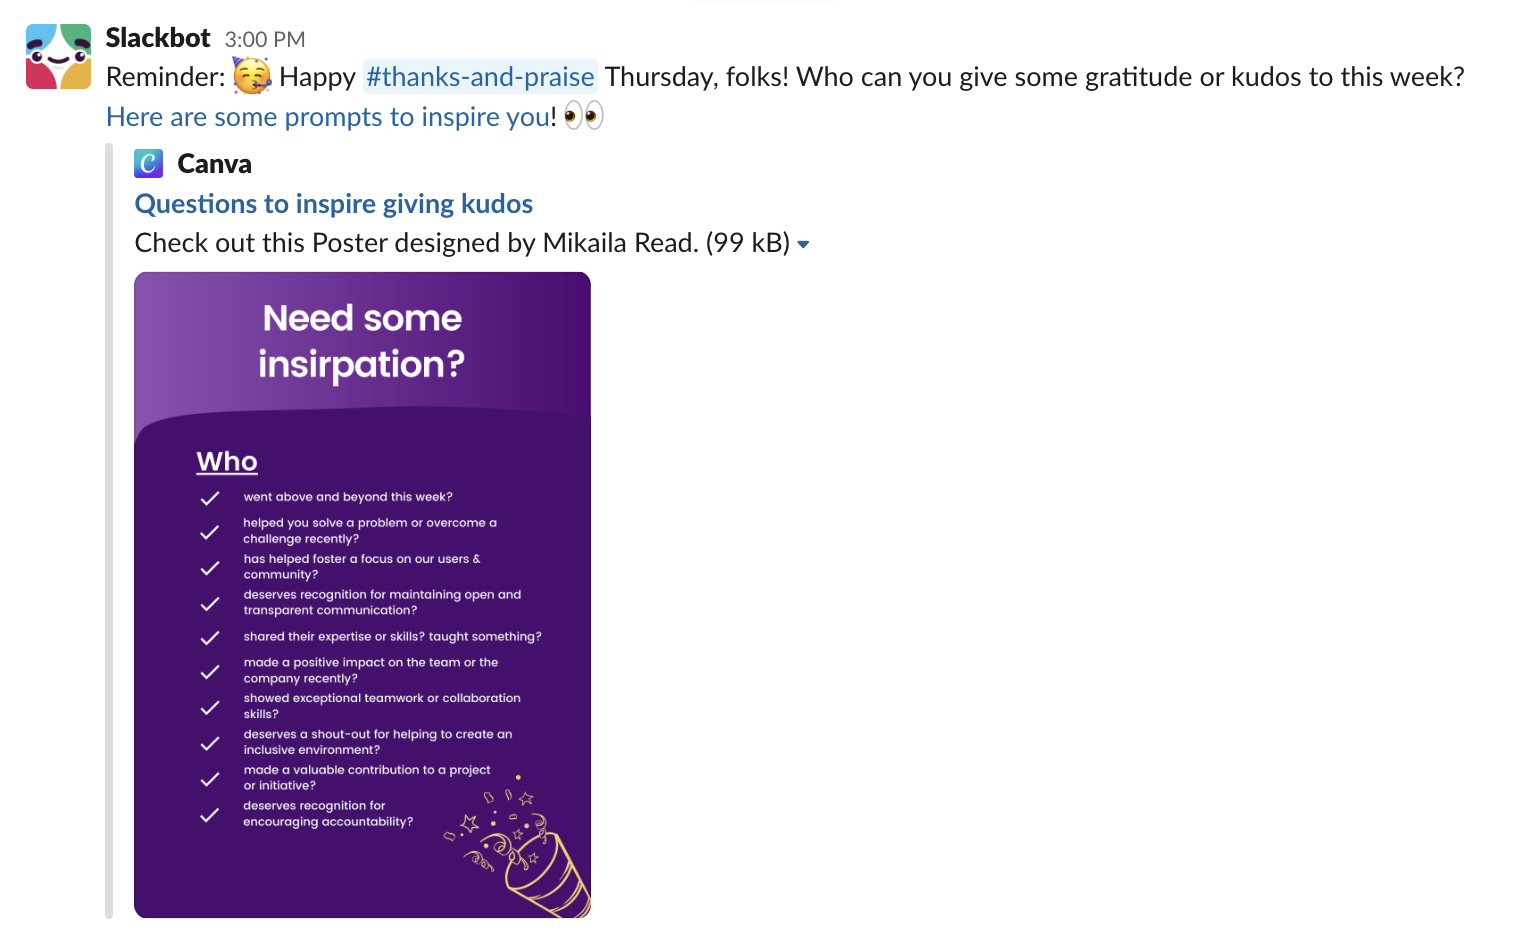 Slackbot 3:00 PM
Reminder: 🥳 Happy #thanks-and-praise Thursday, folks! Who can you give some gratitude or kudos to this week?
Here are some prompts to inspire you! 👀
C Canva
Questions to inspire giving kudos
Check out this Poster designed by Mikaila Read. (99 kB)
Need some
insirpation?
Who
went above and beyond this week?
helped you solve a problem or overcome a
challenge recently?
has helped foster a focus on our users &
community?
deserves recognition for maintaining open and
transparent communication?
shared their expertise or skills? taught something?
made a positive impact on the team or the
company recently?
showed exceptional teamwork or collaboration
skills?
deserves a shout-out for helping to create an
inclusive environment?
made a valuable contribution to a project
or initiative?
deserves recognition for
encouraging accountability?